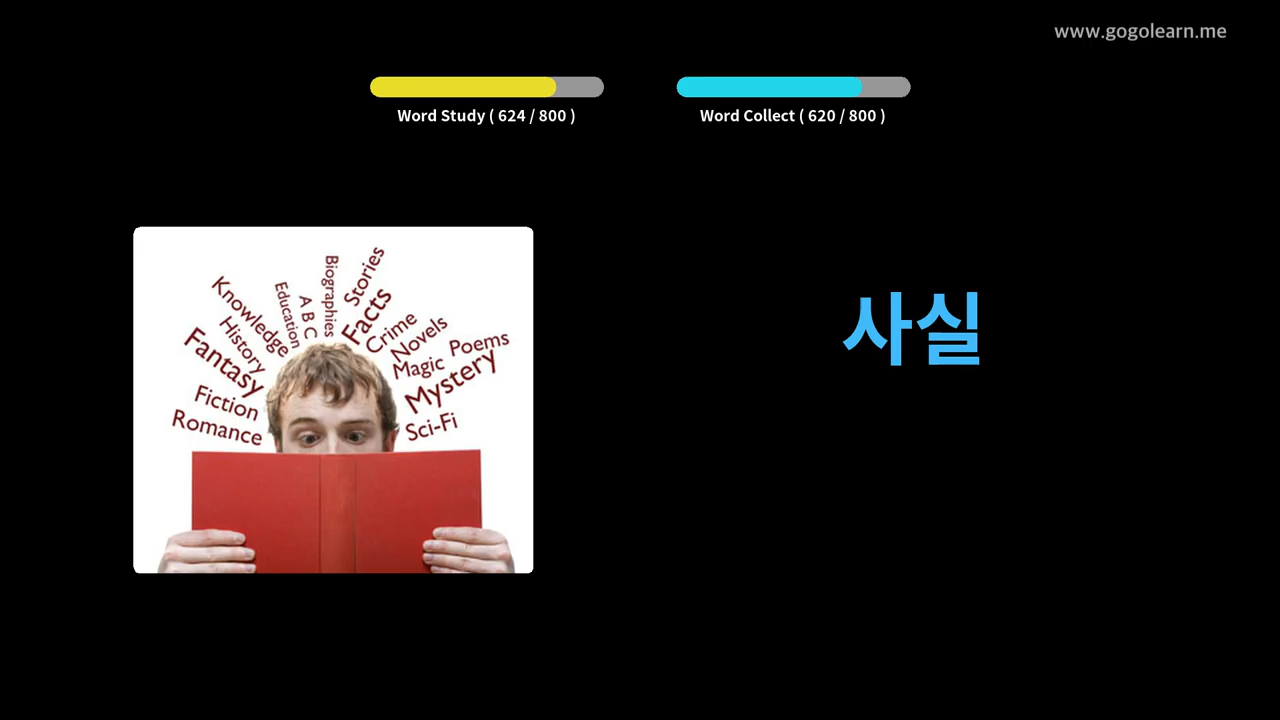 www.gogolearn.me
Word Study ( 624 / 800 )
Word Collect ( 620 / 800 )
Romance
Fiction
Fantasy
History
Knowledge
Education
A B C
Biographies
Stories
Facts
Crime
Novels
Magic
Poems
Mystery
Sci-Fi
사실